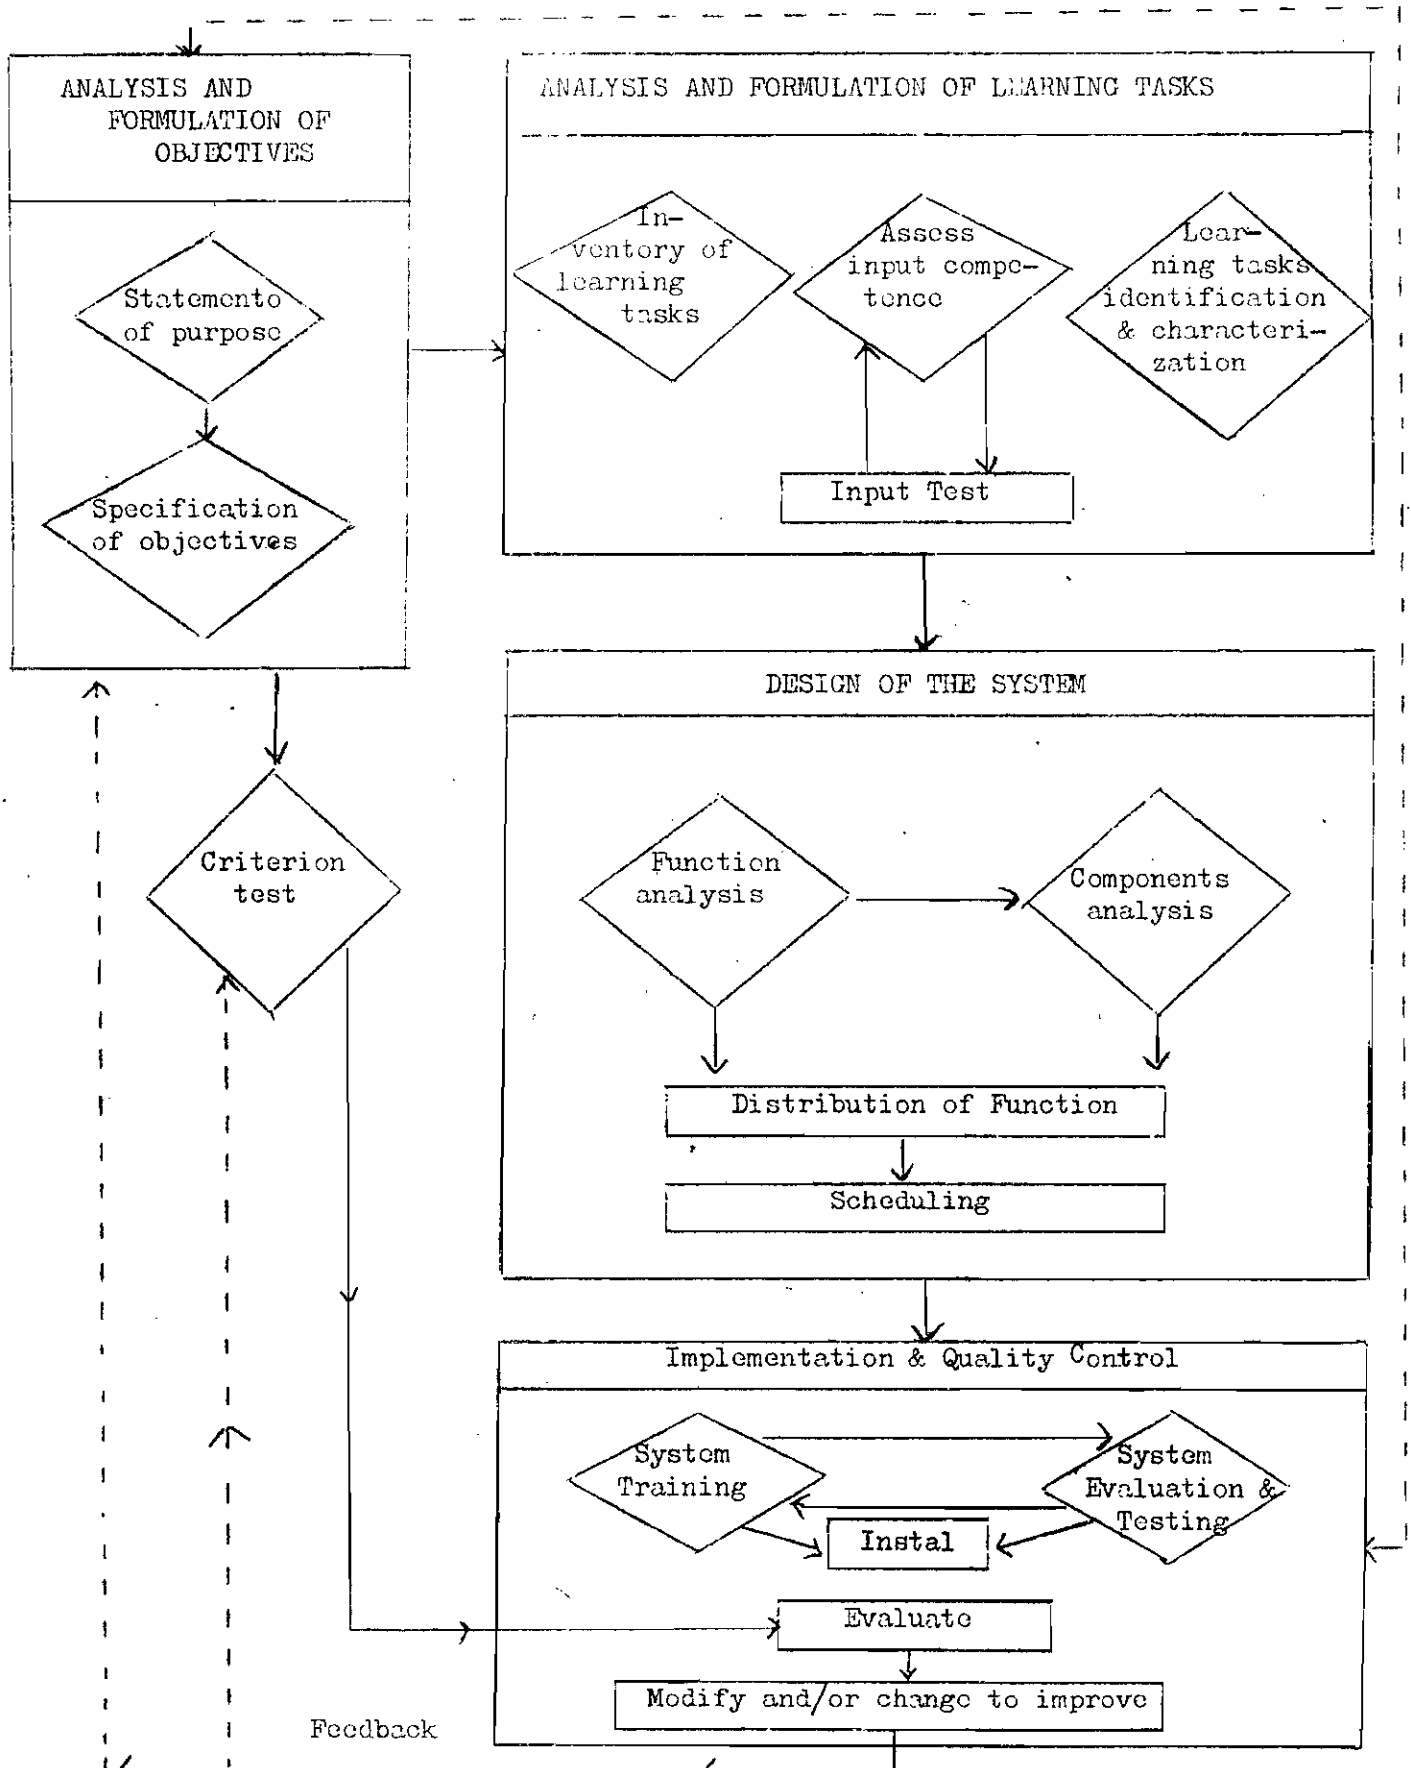 ANALYSIS AND
FORMULATION OF
OBJECTIVES
Statemento
of purpose
Specification
of objectives
Criterion
test
ANALYSIS AND FORMULATION OF LEARNING TASKS
In-
ventory of
learning
tasks
Assess
input compe-
tence
Lear-
ning tasks
identification
& characteri-
zation
Input Test
DESIGN OF THE SYSTEM
Function
analysis
Components
analysis
Distribution of Function
Scheduling
Implementation & Quality Control
System
Training
System
Evaluation &
Testing
Instal
Evaluate
Modify and/or change to improve
Feedback